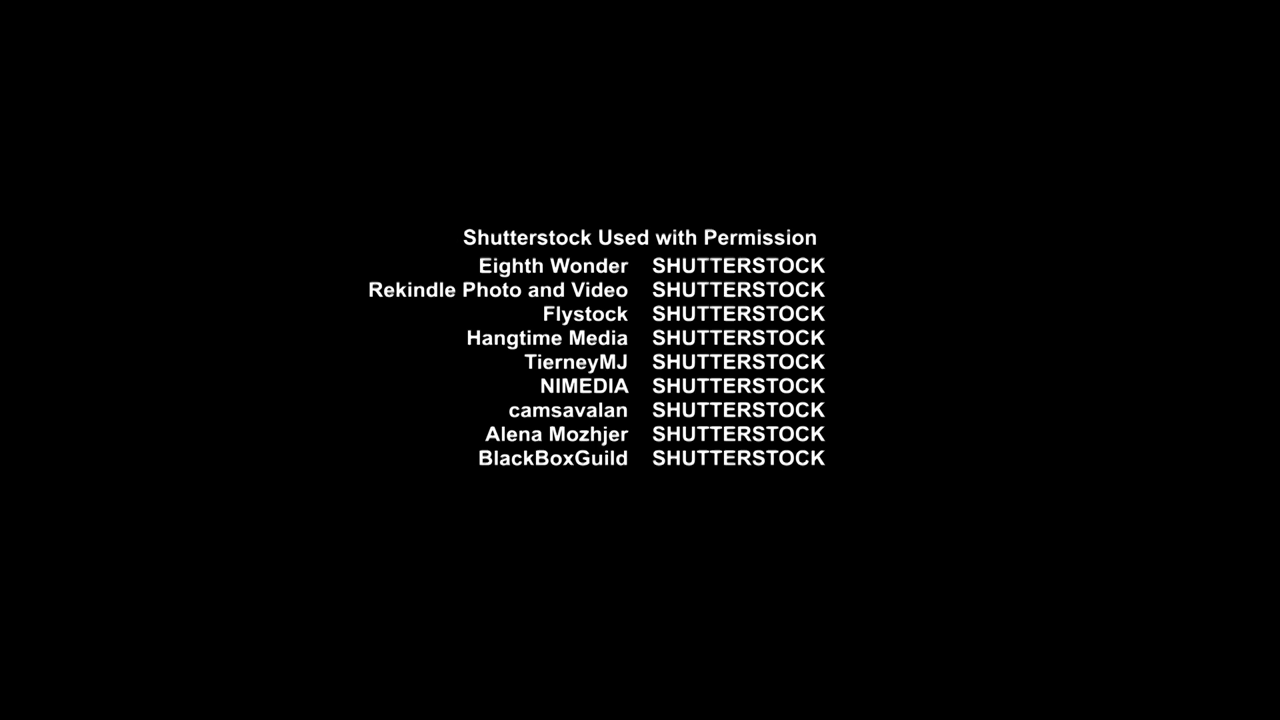 Shutterstock Used with Permission
Eighth Wonder SHUTTERSTOCK
Rekindle Photo and Video SHUTTERSTOCK
Flystock SHUTTERSTOCK
Hangtime Media SHUTTERSTOCK
TierneyMJ SHUTTERSTOCK
NIMEDIA SHUTTERSTOCK
camsavalan SHUTTERSTOCK
Alena Mozhjer SHUTTERSTOCK
BlackBoxGuild SHUTTERSTOCK